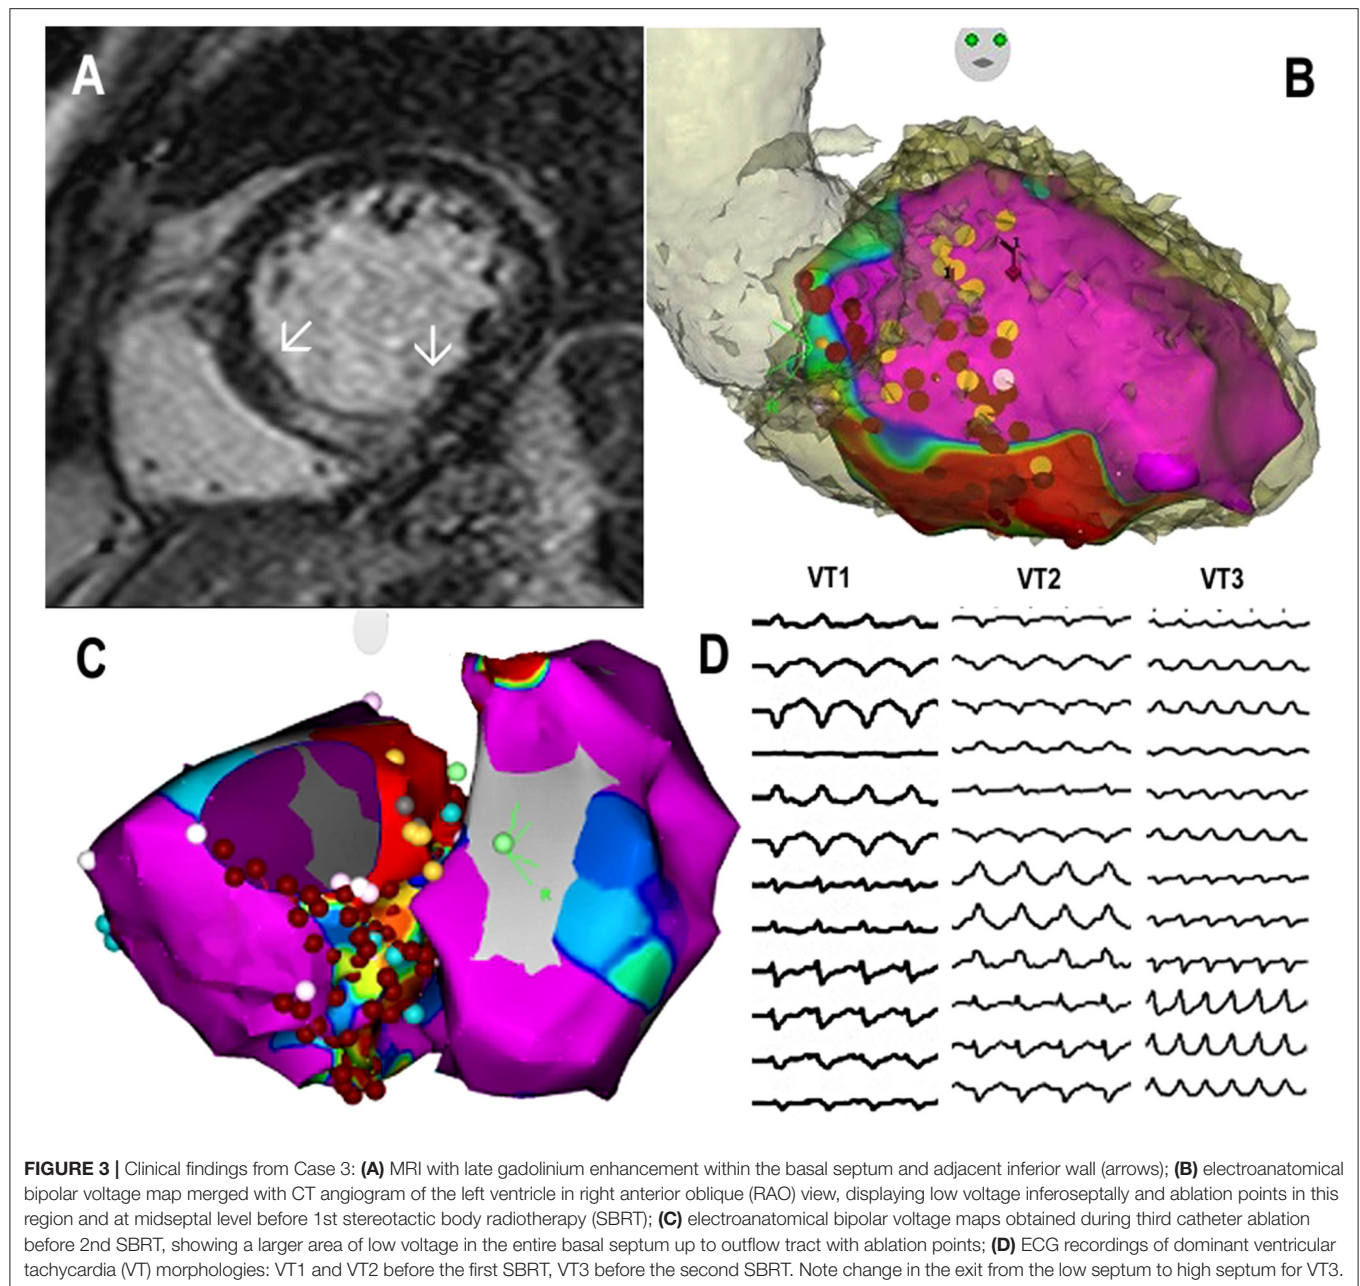 A
B
1
1
R
VT1
VT2
VT3
C
D
R
FIGURE 3 | Clinical findings from Case 3: (A) MRI with late gadolinium enhancement within the basal septum and adjacent inferior wall (arrows); (B) electroanatomical
bipolar voltage map merged with CT angiogram of the left ventricle in right anterior oblique (RAO) view, displaying low voltage inferoseptally and ablation points in this
region and at midseptal level before 1st stereotactic body radiotherapy (SBRT); (C) electroanatomical bipolar voltage maps obtained during third catheter ablation
before 2nd SBRT, showing a larger area of low voltage in the entire basal septum up to outflow tract with ablation points; (D) ECG recordings of dominant ventricular
tachycardia (VT) morphologies: VT1 and VT2 before the first SBRT, VT3 before the second SBRT. Note change in the exit from the low septum to high septum for VT3.